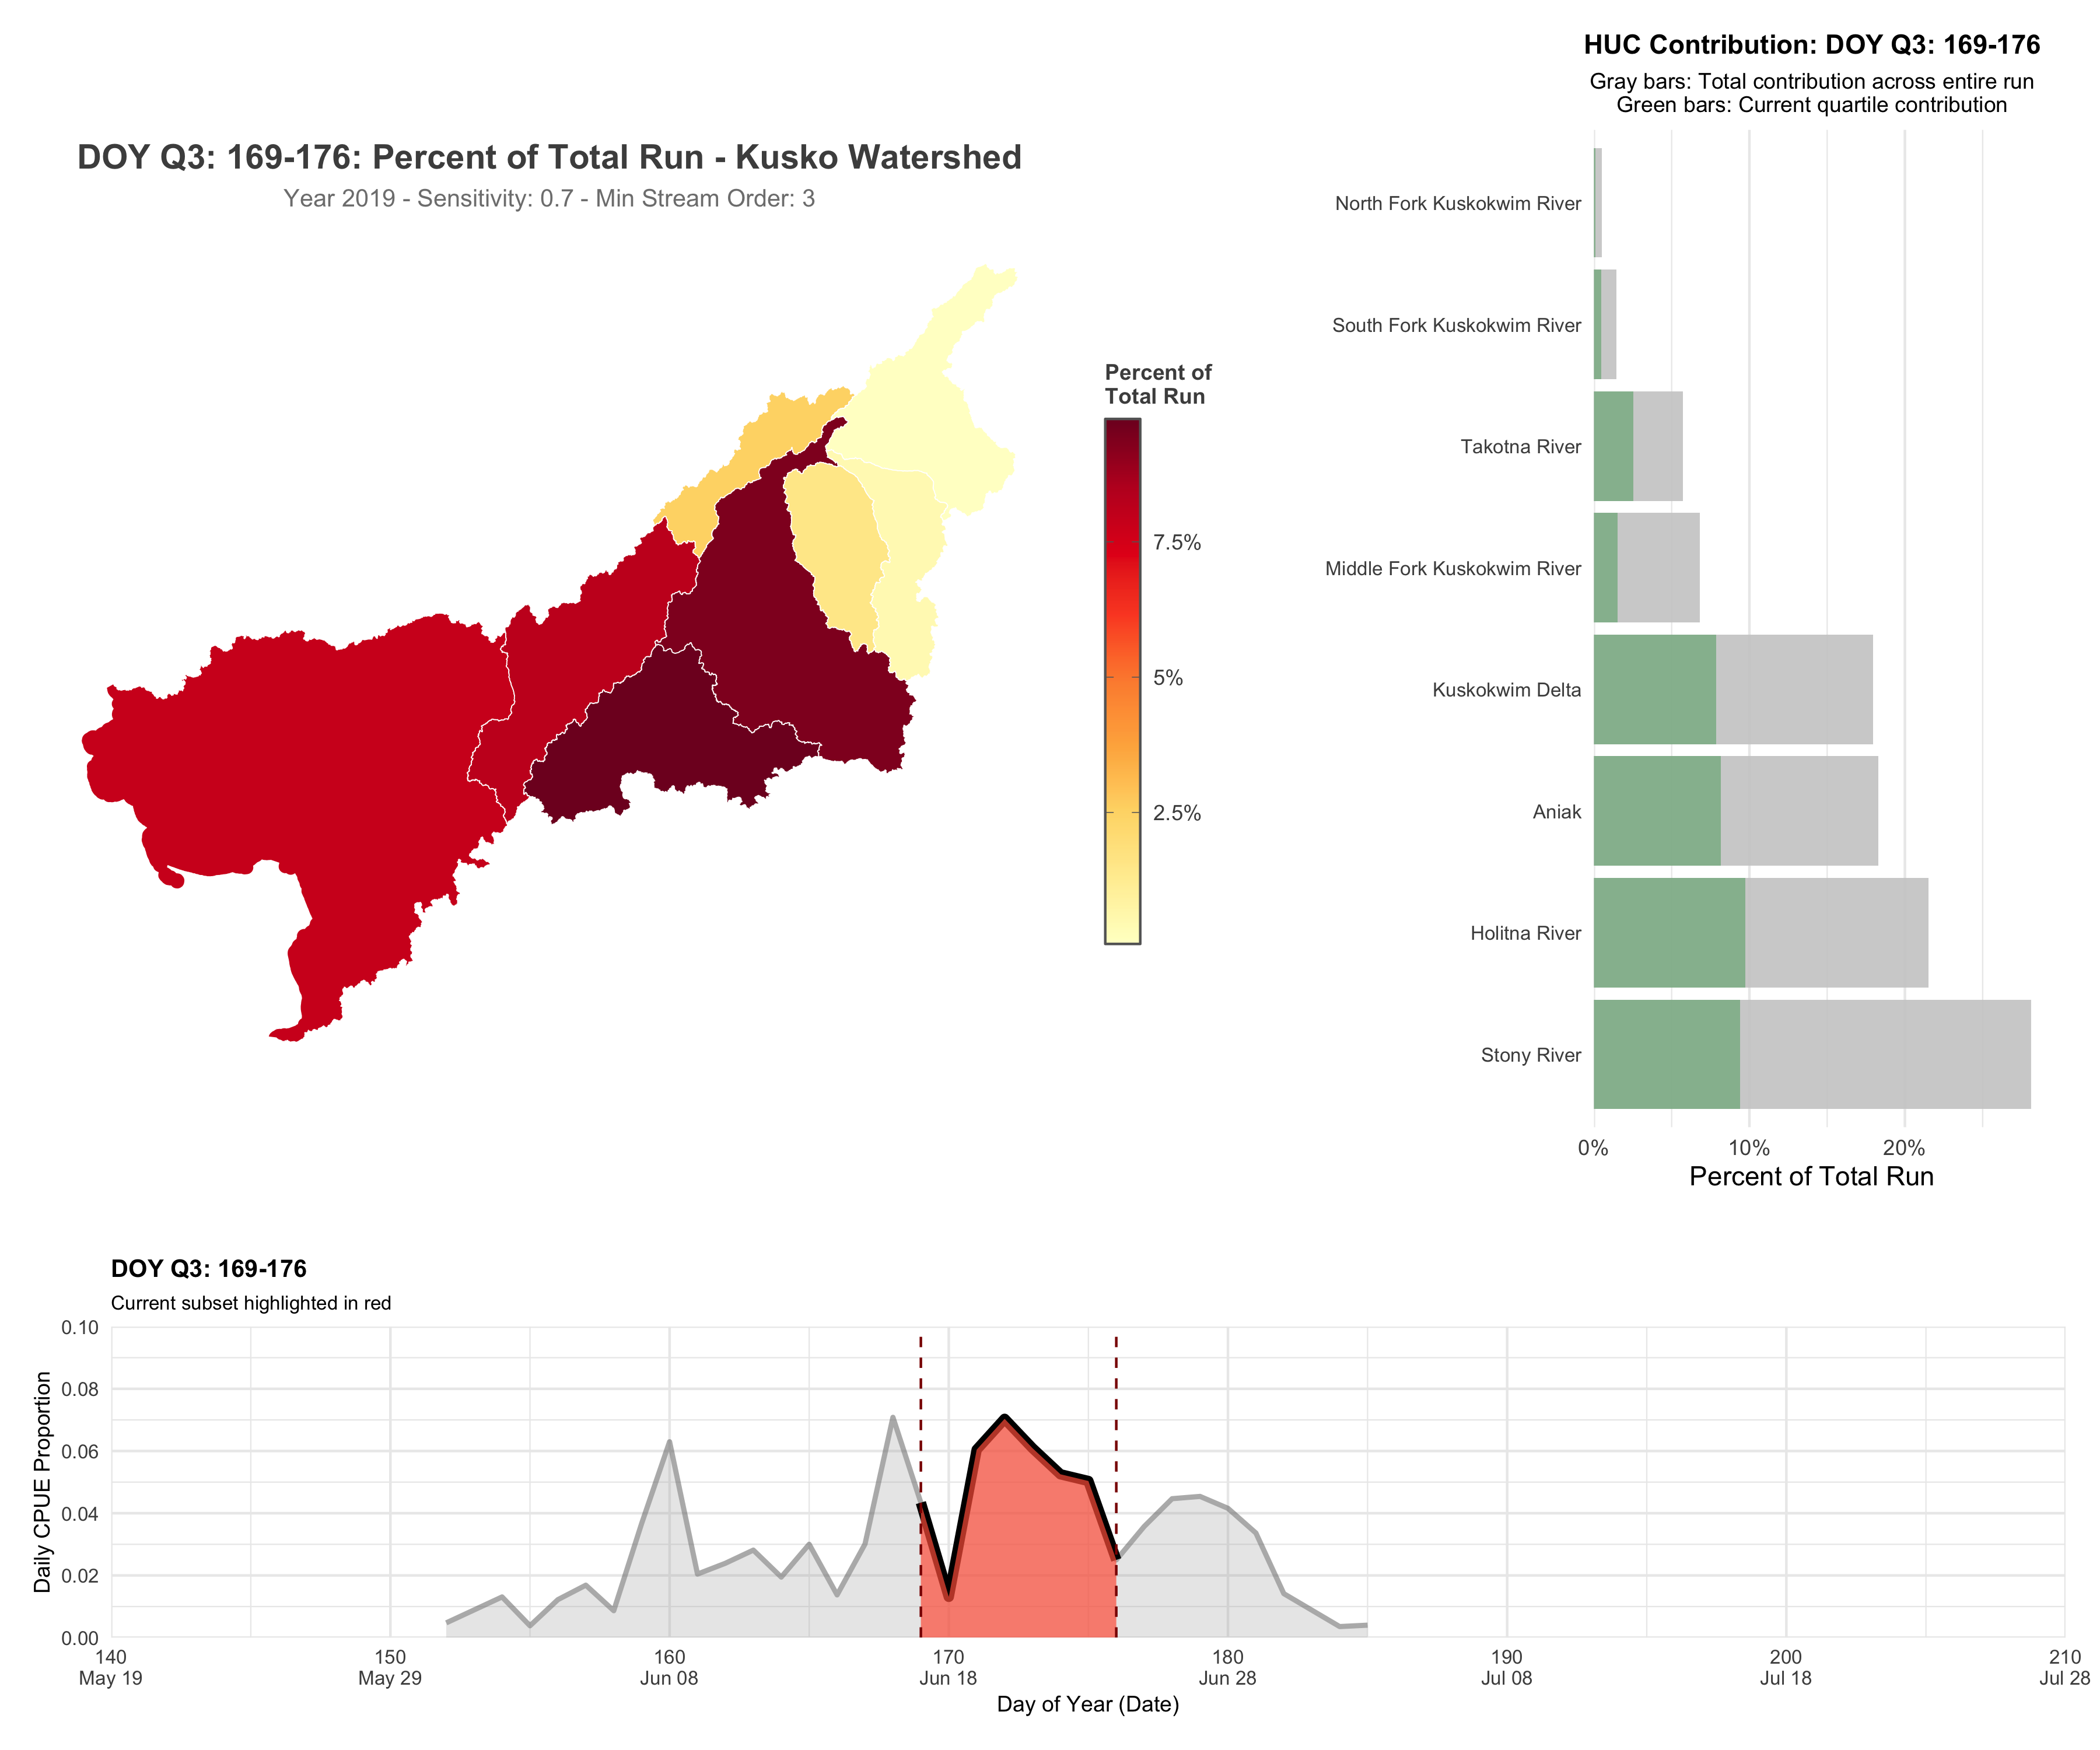 HUC Contribution: DOY Q3: 169-176
Gray bars: Total contribution across entire run
Green bars: Current quartile contribution
DOY Q3: 169-176: Percent of Total Run - Kusko Watershed
Year 2019 - Sensitivity: 0.7 - Min Stream Order: 3
Percent of
Total Run
7.5%
5%
2.5%
North Fork Kuskokwim River
South Fork Kuskokwim River
Takotna River
Middle Fork Kuskokwim River
Kuskokwim Delta
Aniak
Holitna River
Stony River
0% 10% 20%
Percent of Total Run
DOY Q3: 169-176
Current subset highlighted in red
Daily CPUE Proportion
0.10
0.08
0.06
0.04
0.02
0.00
140 150 160 170 180 190 200 210
May 19 May 29 Jun 08 Jun 18 Jun 28 Jul 08 Jul 18 Jul 28
Day of Year (Date)